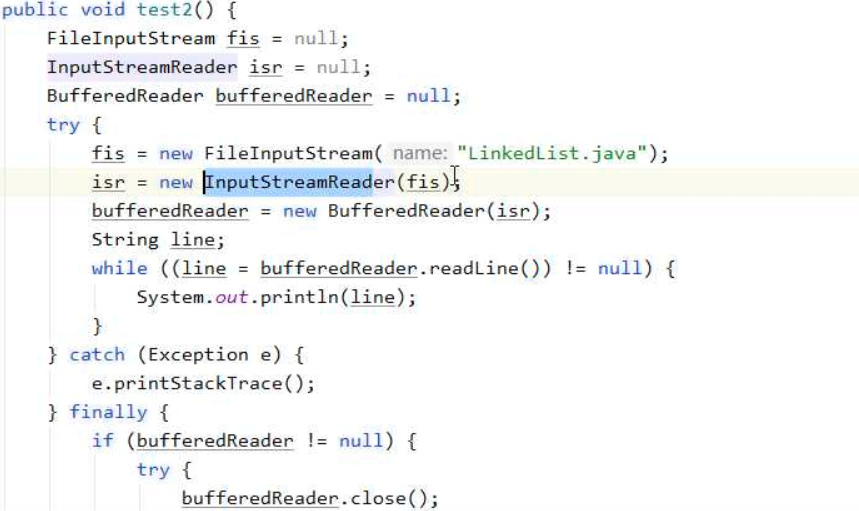 public void test2() {
FileInputStream fis = null;
InputStreamReader isr = null;
BufferedReader bufferedReader = null;
try {
fis = new FileInputStream( name: "LinkedList.java");
isr = new InputStreamReader(fis);
bufferedReader = new BufferedReader(isr);
String line;
while ((line = bufferedReader.readLine()) != null) {
System.out.println(line);
}
} catch (Exception e) {
e.printStackTrace();
} finally {
if (bufferedReader != null) {
try {
bufferedReader.close();